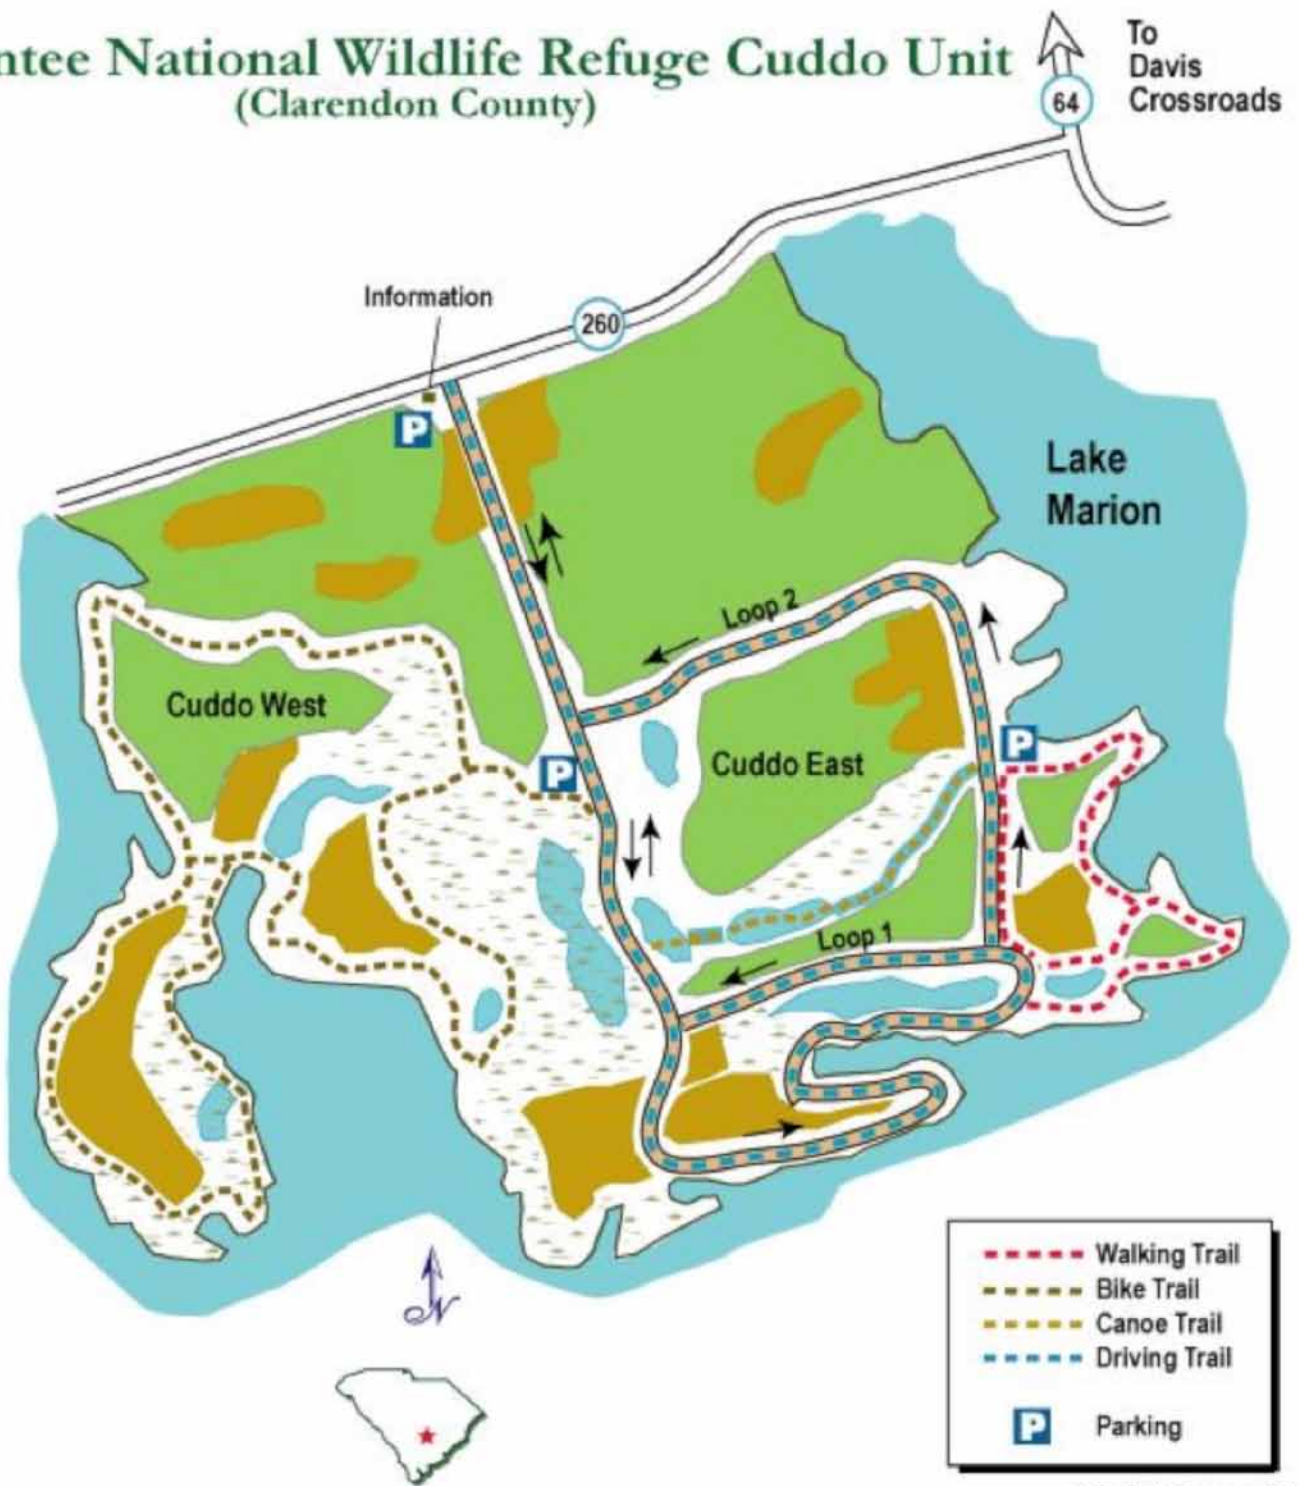 ntee National Wildlife Refuge Cuddo Unit
(Clarendon County)
To
Davis
Crossroads
64
Information
260
P
Lake
Marion
Loop 2
Cuddo West
Cuddo East
P
P
Loop 1
N
Walking Trail
Bike Trail
Canoe Trail
Driving Trail
P Parking